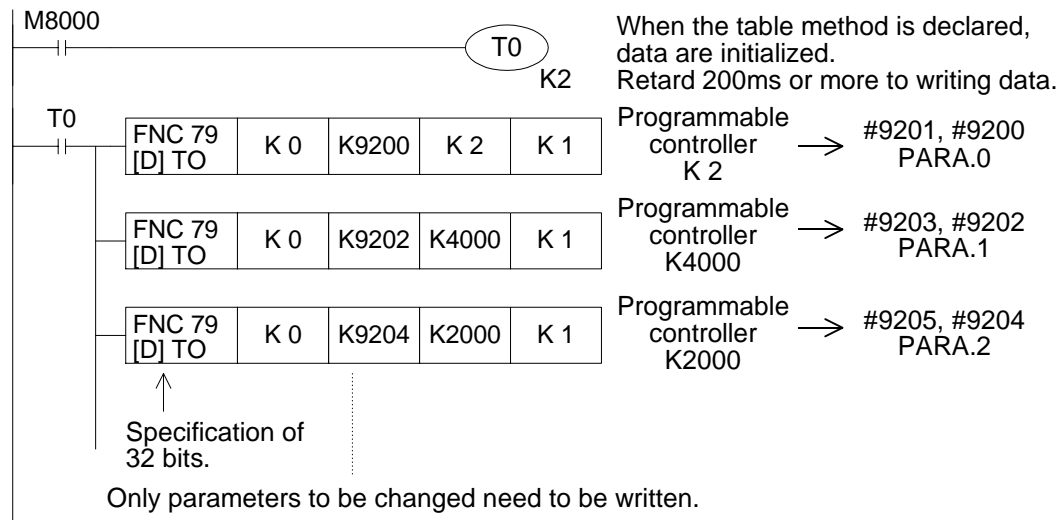 M8000
T0
K2
When the table method is declared,
data are initialized.
Retard 200ms or more to writing data.
T0
FNC 79
[D] TO
K 0
K9200
K 2
K 1
Programmable
controller
K 2
#9201, #9200
PARA.0
FNC 79
[D] TO
K 0
K9202
K4000
K 1
Programmable
controller
K4000
#9203, #9202
PARA.1
FNC 79
[D] TO
K 0
K9204
K2000
K 1
Programmable
controller
K2000
#9205, #9204
PARA.2
Specification of
32 bits.
Only parameters to be changed need to be written.